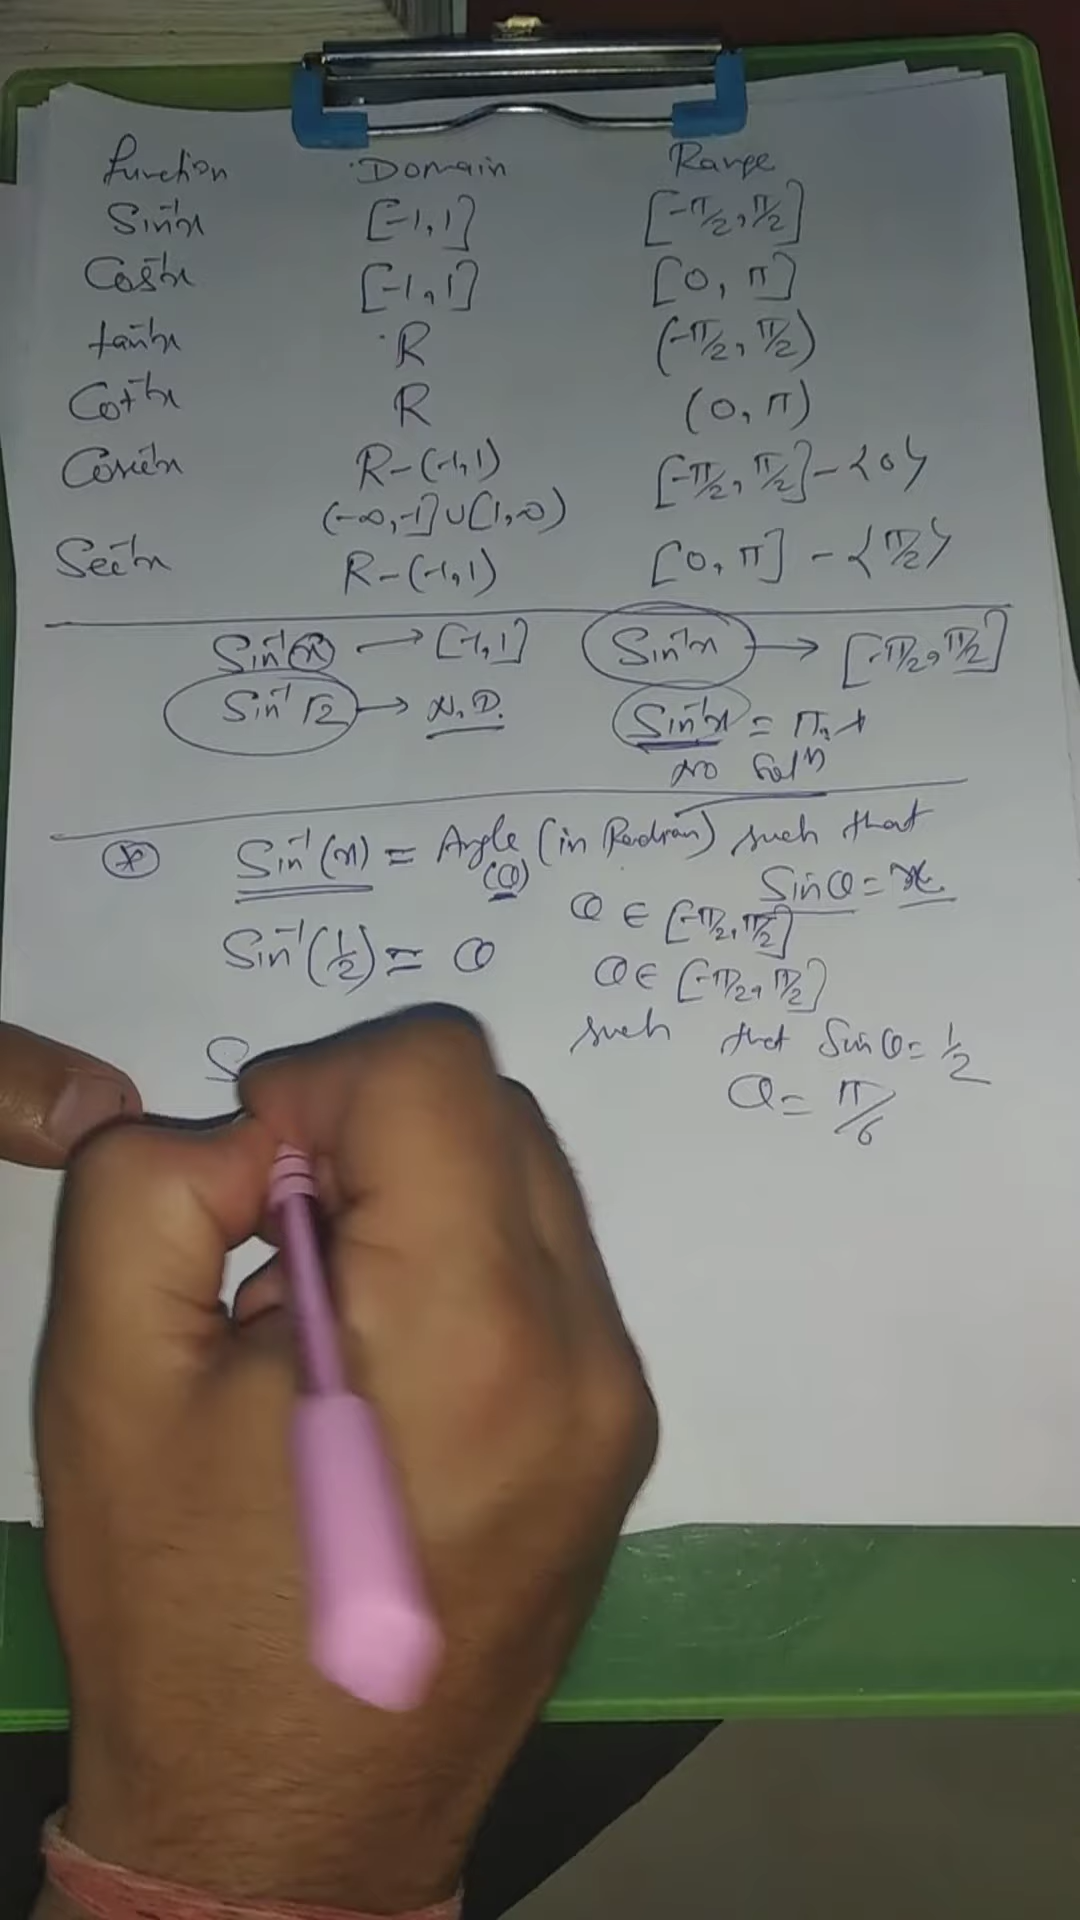 Function Domain Range
Sin⁻¹x [-1,1] [-π/2, π/2]
Cos⁻¹x [-1,1] [0, π]
tan⁻¹x R (-π/2, π/2)
Cot⁻¹x R (0, π)
Cosec⁻¹x R-(-1,1) [-π/2, π/2]-{0}
(-∞,-1]∪[1,∞)
Sec⁻¹x R-(-1,1) [0, π]-{π/2}
Sin⁻¹(x) → [-1,1] Sin⁻¹x → [-π/2, π/2]
Sin⁻¹√2 → N.D. Sin⁻¹x = π
no Solⁿ
Sin⁻¹(x) = Angle (in Radian) such that
(θ) Sinθ = x
θ ∈ [-π/2, π/2]
Sin⁻¹(1/2) = θ θ ∈ [-π/2, π/2]
such that Sinθ = 1/2
S θ = π/6